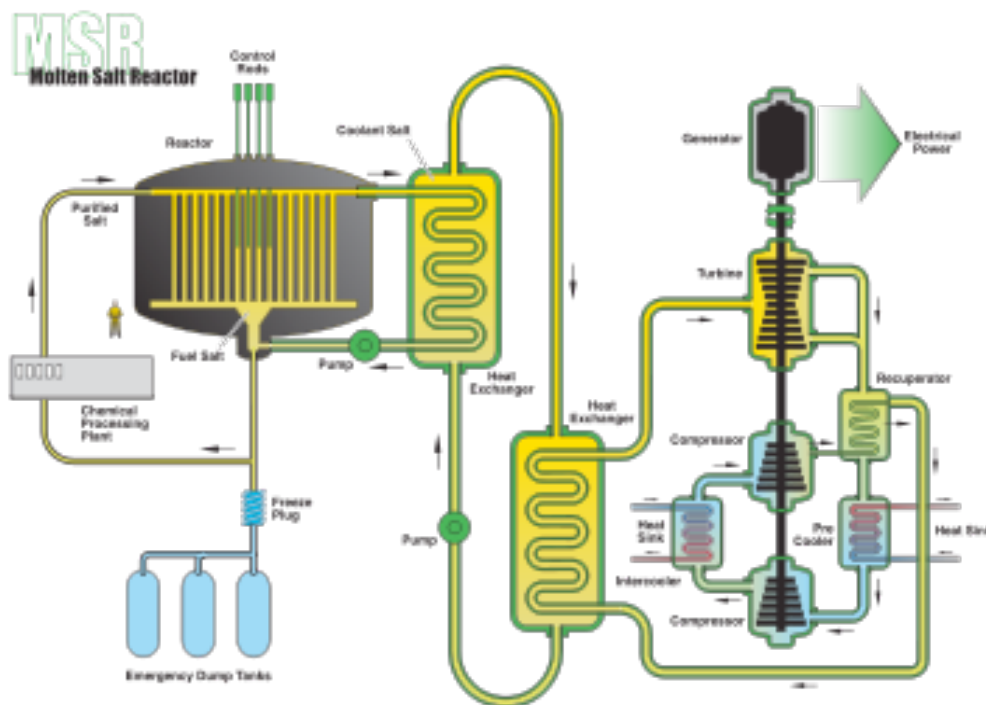 MSR
Molten Salt Reactor
Control
Rods
Reactor
Coolant Salt
Generator
Electrical
Power
Purified
Salt
Turbine
Fuel Salt
Pump
Heat
Exchanger
Recuperator
Chemical
Processing
Plant
Heat
Exchanger
Compressor
Freeze
Plug
Pump
Heat
Sink
Pre
Cooler
Heat Sin
Intercooler
Compressor
Emergency Dump Tanks